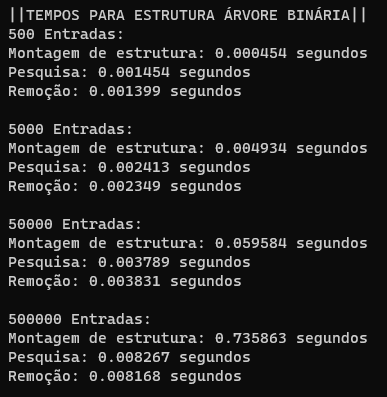 ||TEMPOS PARA ESTRUTURA ÁRVORE BINÁRIA||
500 Entradas:
Montagem de estrutura: 0.000454 segundos
Pesquisa: 0.001454 segundos
Remoção: 0.001399 segundos
5000 Entradas:
Montagem de estrutura: 0.004934 segundos
Pesquisa: 0.002413 segundos
Remoção: 0.002349 segundos
50000 Entradas:
Montagem de estrutura: 0.059584 segundos
Pesquisa: 0.003789 segundos
Remoção: 0.003831 segundos
500000 Entradas:
Montagem de estrutura: 0.735863 segundos
Pesquisa: 0.008267 segundos
Remoção: 0.008168 segundos